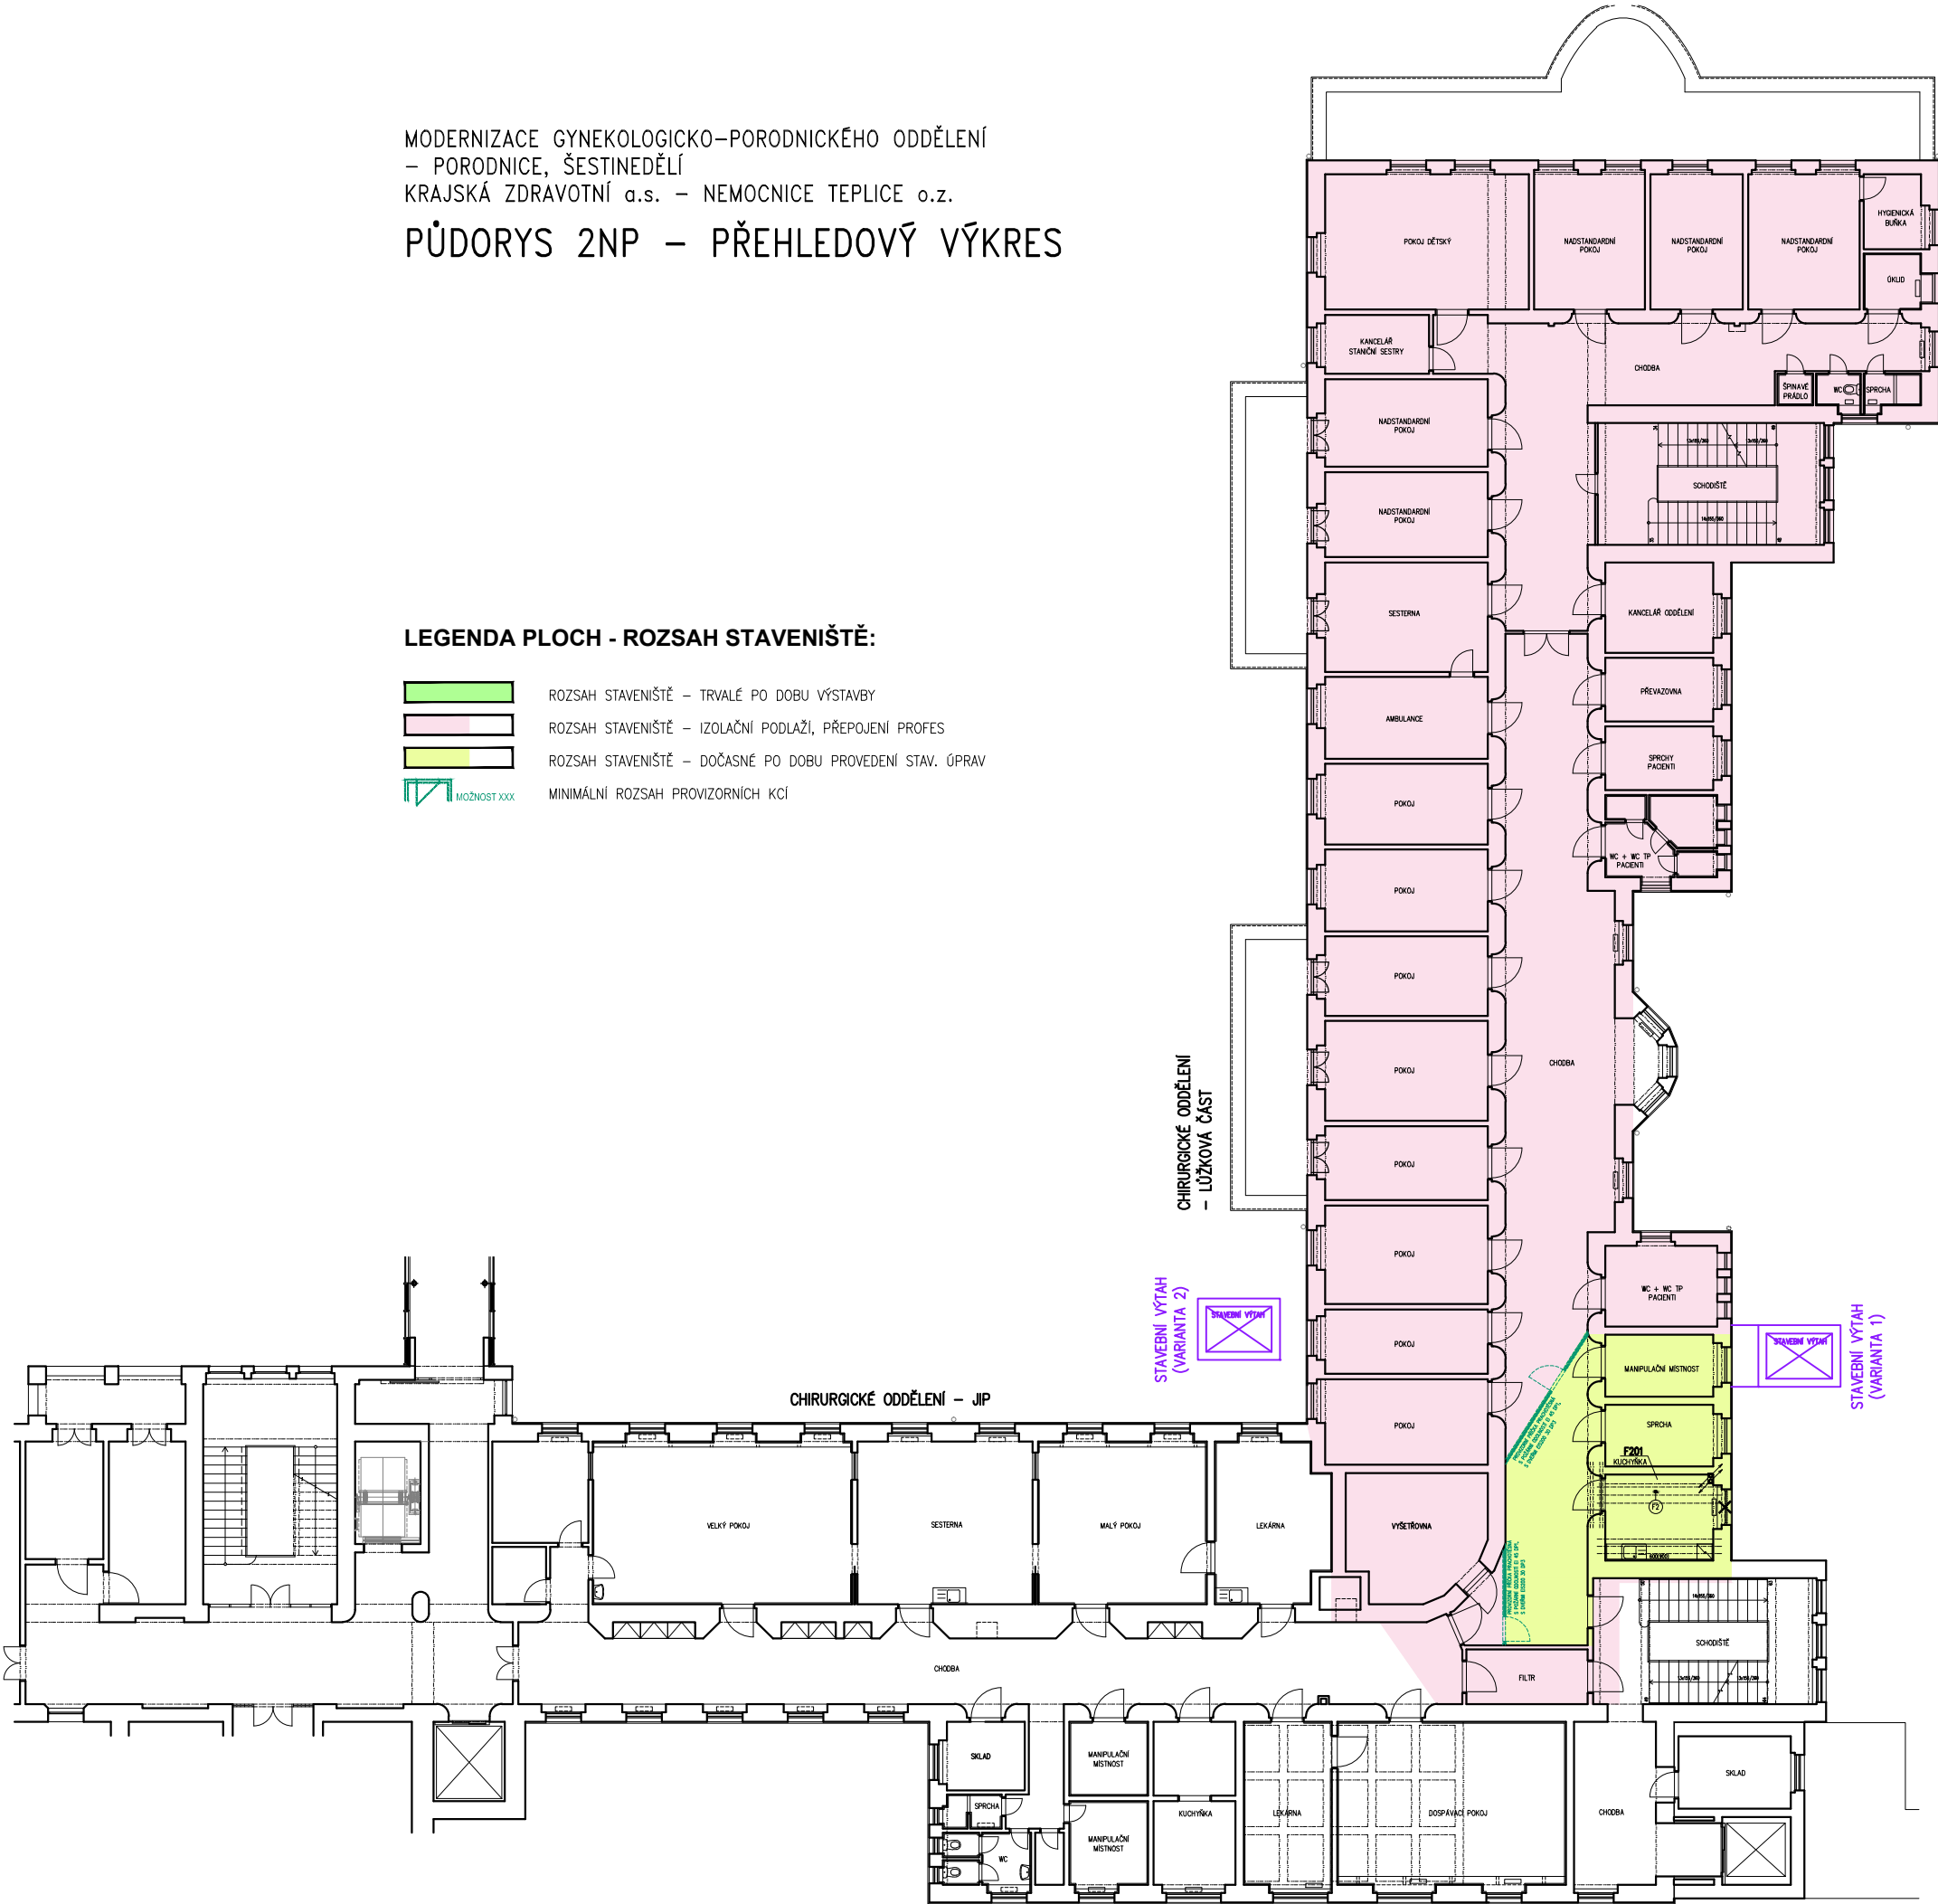 MODERNIZACE GYNEKOLOGICKO-PORODNICKÉHO ODDĚLENÍ
– PORODNICE, ŠESTINEDĚLÍ
KRAJSKÁ ZDRAVOTNÍ a.s. – NEMOCNICE TEPLICE o.z.
PŮDORYS 2NP – PŘEHLEDOVÝ VÝKRES
LEGENDA PLOCH - ROZSAH STAVENIŠTĚ:
ROZSAH STAVENIŠTĚ – TRVALÉ PO DOBU VÝSTAVBY
ROZSAH STAVENIŠTĚ – IZOLAČNÍ PODLAŽÍ, PŘEPOJENÍ PROFES
ROZSAH STAVENIŠTĚ – DOČASNÉ PO DOBU PROVEDENÍ STAV. ÚPRAV
MOŽNOST XXX
MINIMÁLNÍ ROZSAH PROVIZORNÍCH KCÍ
POKOJ DĚTSKÝ
NADSTANDARDNÍ
POKOJ
NADSTANDARDNÍ
POKOJ
NADSTANDARDNÍ
POKOJ
HYGIENICKÁ
BUŇKA
ÚKLID
KANCELÁŘ
STANIČNÍ SESTRY
CHODBA
ŠPINAVÉ
PRÁDLO
WC
SPRCHA
NADSTANDARDNÍ
POKOJ
NADSTANDARDNÍ
POKOJ
SCHODIŠTĚ
SESTERNA
KANCELÁŘ ODDĚLENÍ
PŘEVAZOVNA
AMBULANCE
SPRCHY
PACIENTI
POKOJ
WC + WC TP
PACIENTI
POKOJ
POKOJ
POKOJ
CHODBA
POKOJ
CHIRURGICKÉ ODDĚLENÍ
– LŮŽKOVÁ ČÁST
POKOJ
WC + WC TP
PACIENTI
POKOJ
STAVEBNÍ VÝTAH
(VARIANTA 2)
STAVEBNÍ VÝTAH
STAVEBNÍ VÝTAH
STAVEBNÍ VÝTAH
(VARIANTA 1)
MANIPULAČNÍ MÍSTNOST
POKOJ
SPRCHA
F201
KUCHYŇKA
F2
CHIRURGICKÉ ODDĚLENÍ – JIP
VELKÝ POKOJ
SESTERNA
MALÝ POKOJ
LEKÁRNA
VYŠETŘOVNA
CHODBA
FILTR
SCHODIŠTĚ
SKLAD
SPRCHA
WC
MANIPULAČNÍ
MÍSTNOST
MANIPULAČNÍ
MÍSTNOST
KUCHYŇKA
LEKÁRNA
DOSPÁVACÍ POKOJ
CHODBA
SKLAD